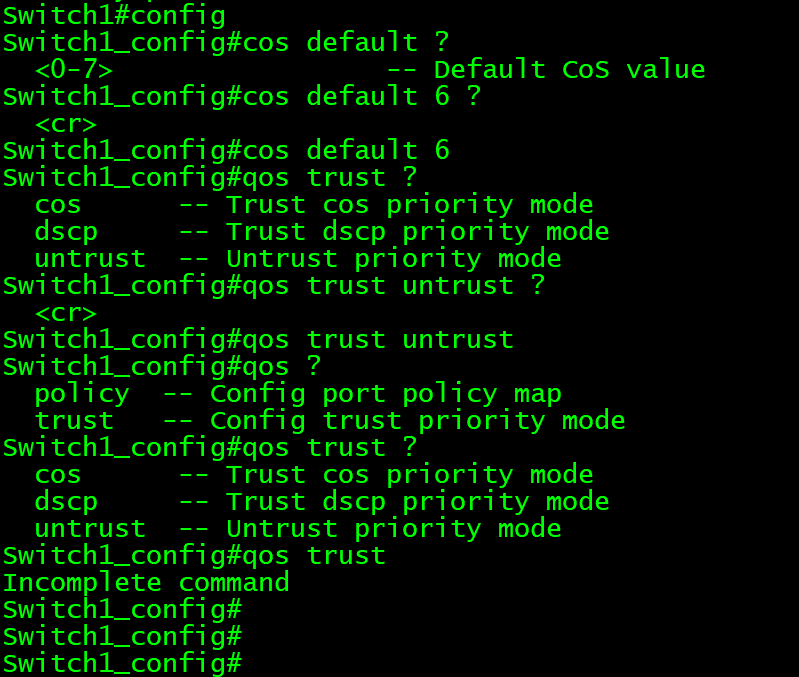 Switch1#config
Switch1_config#cos default ?
  <0-7>                 -- Default CoS value
Switch1_config#cos default 6 ?
  <cr>
Switch1_config#cos default 6
Switch1_config#qos trust ?
  cos      -- Trust cos priority mode
  dscp     -- Trust dscp priority mode
  untrust  -- Untrust priority mode
Switch1_config#qos trust untrust ?
  <cr>
Switch1_config#qos trust untrust
Switch1_config#qos ?
  policy  -- Config port policy map
  trust   -- Config trust priority mode
Switch1_config#qos trust ?
  cos      -- Trust cos priority mode
  dscp     -- Trust dscp priority mode
  untrust  -- Untrust priority mode
Switch1_config#qos trust
Incomplete command
Switch1_config#
Switch1_config#
Switch1_config#